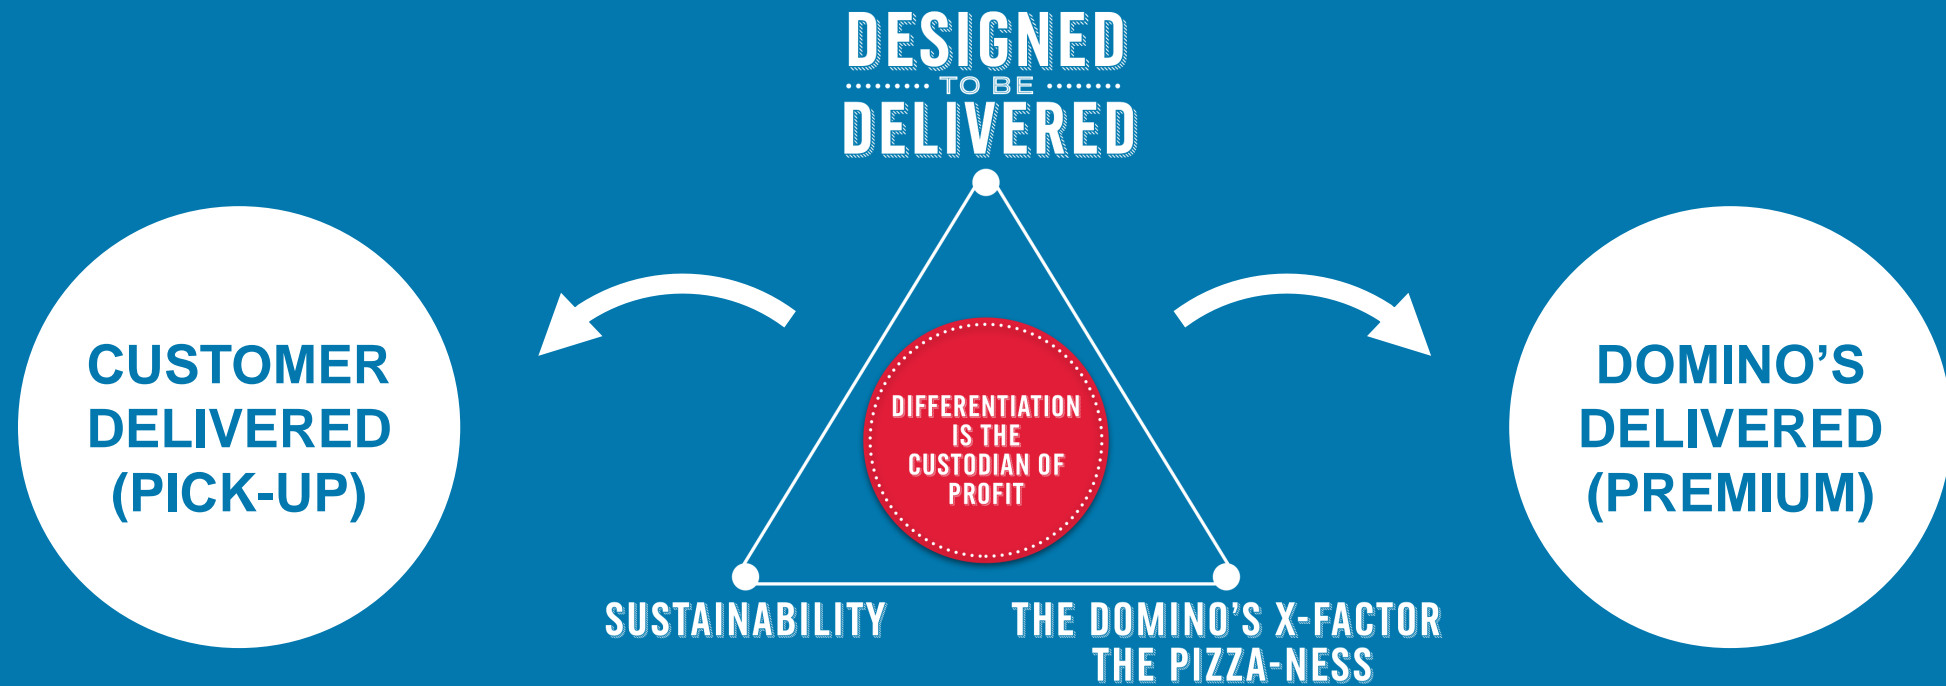 DESIGNED
TO BE
DELIVERED
CUSTOMER
DELIVERED
(PICK-UP)
DIFFERENTIATION
IS THE
CUSTODIAN OF
PROFIT
DOMINO'S
DELIVERED
(PREMIUM)
SUSTAINABILITY
THE DOMINO'S X-FACTOR
THE PIZZA-NESS